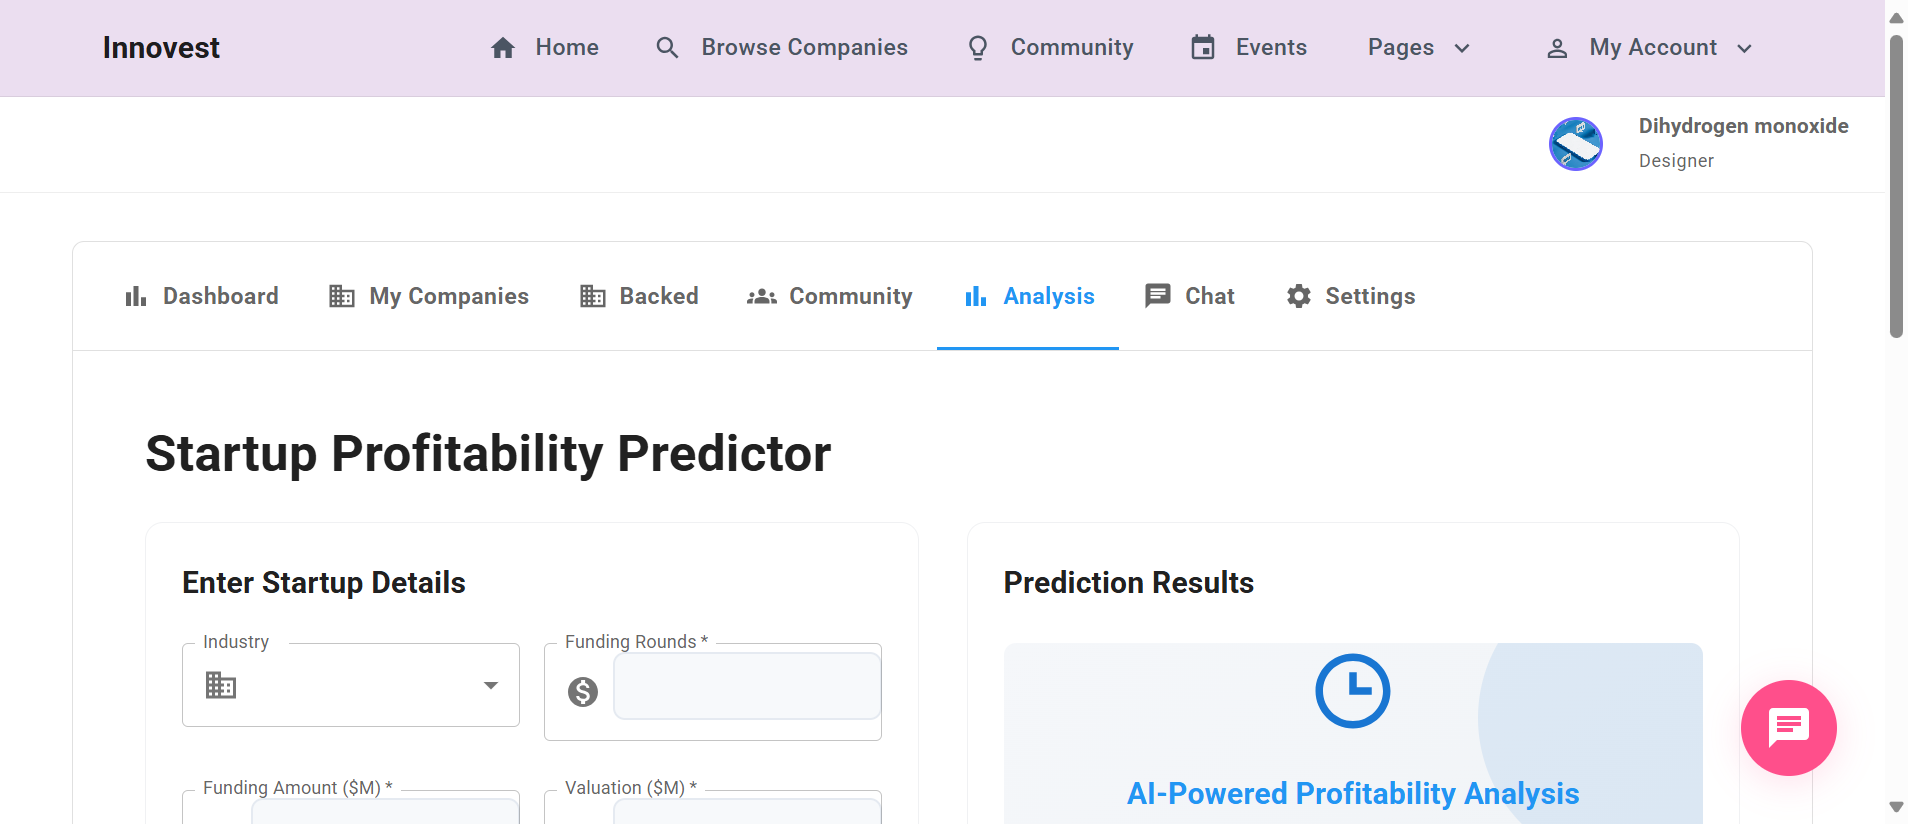 Innovest
Home
Browse Companies
Community
Events
Pages
My Account
Dihydrogen monoxide
Designer
Dashboard
My Companies
Backed
Community
Analysis
Chat
Settings
Startup Profitability Predictor
Enter Startup Details
Industry
Funding Rounds *
Funding Amount ($M) *
Valuation ($M) *
Prediction Results
AI-Powered Profitability Analysis